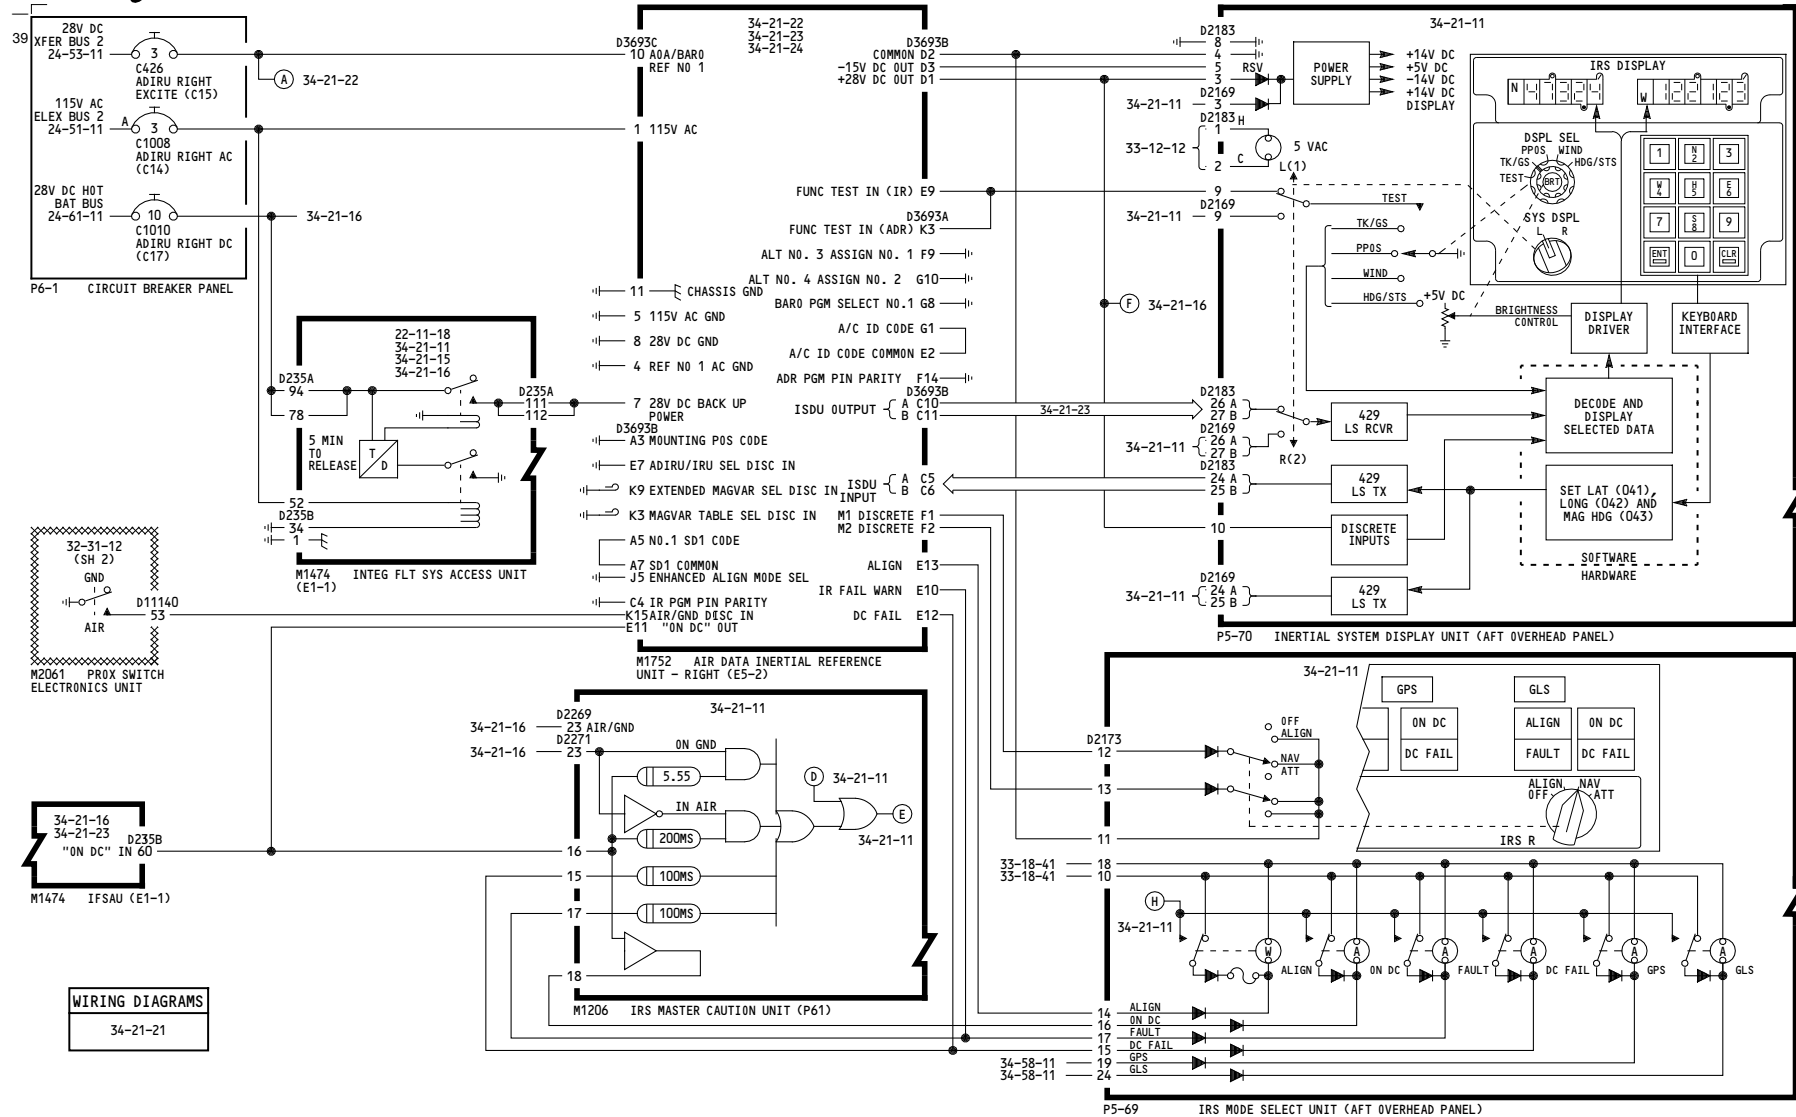 39
28V DC
XFER BUS 2
24-53-11
3
C426
ADIRU RIGHT
EXCITE (C15)
A 34-21-22
115V AC
ELEX BUS 2
24-51-11
A
3
C1008
ADIRU RIGHT AC
(C14)
28V DC HOT
BAT BUS
24-61-11
10
C1010
ADIRU RIGHT DC
(C17)
34-21-16
P6-1 CIRCUIT BREAKER PANEL
22-11-18
34-21-11
34-21-15
34-21-16
D235A
94
78
D235A
111
112
5 MIN
TO
RELEASE
T
D
52
D235B
34
1
M1474 INTEG FLT SYS ACCESS UNIT
(E1-1)
32-31-12
(SH 2)
GND
AIR
D11140
53
M2061 PROX SWITCH
ELECTRONICS UNIT
34-21-16
34-21-23
D235B
"ON DC" IN 60
M1474 IFSAU (E1-1)
WIRING DIAGRAMS
34-21-21
34-21-22
34-21-23
34-21-24
D3693C
10 AOA/BARO
REF NO 1
1 115V AC
11 CHASSIS GND
5 115V AC GND
8 28V DC GND
4 REF NO 1 AC GND
7 28V DC BACK UP
POWER
D3693B
A3 MOUNTING POS CODE
E7 ADIRU/IRU SEL DISC IN
K9 EXTENDED MAGVAR SEL DISC IN
K3 MAGVAR TABLE SEL DISC IN
A5 NO.1 SD1 CODE
A7 SD1 COMMON
J5 ENHANCED ALIGN MODE SEL
C4 IR PGM PIN PARITY
K15 AIR/GND DISC IN
E11 "ON DC" OUT
D3693B
COMMON D2
-15V DC OUT D3
+28V DC OUT D1
FUNC TEST IN (IR) E9
D3693A
FUNC TEST IN (ADR) K3
ALT NO. 3 ASSIGN NO. 1 F9
ALT NO. 4 ASSIGN NO. 2 G10
BARO PGM SELECT NO.1 G8
A/C ID CODE G1
A/C ID CODE COMMON E2
ADR PGM PIN PARITY F14
D3693B
ISDU OUTPUT
A C10
B C11
ISDU
INPUT
A C5
B C6
M1 DISCRETE F1
M2 DISCRETE F2
ALIGN E13
IR FAIL WARN E10
DC FAIL E12
M1752 AIR DATA INERTIAL REFERENCE
UNIT - RIGHT (E5-2)
34-21-23
F 34-21-16
34-21-11
D2183
8
4
5
3 RSV
D2169
34-21-11 3
D2183
1 H
33-12-12
2 C
5 VAC
POWER
SUPPLY
+14V DC
+5V DC
-14V DC
+14V DC
DISPLAY
L(1)
9
D2169
34-21-11 9
TEST
TK/GS
PPOS
WIND
HDG/STS
+5V DC
BRIGHTNESS
CONTROL
DISPLAY
DRIVER
KEYBOARD
INTERFACE
IRS DISPLAY
N 47324
W 122123
DSPL SEL
PPOS WIND
TK/GS HDG/STS
TEST
BRT
SYS DSPL
L R
1 N2 3
W4 H5 E6
7 S8 9
ENT 0 CLR
D2183
26 A
27 B
D2169
34-21-11
26 A
27 B
R(2)
D2183
24 A
25 B
10
D2169
34-21-11
24 A
25 B
429
LS RCVR
429
LS TX
DISCRETE
INPUTS
429
LS TX
DECODE AND
DISPLAY
SELECTED DATA
SET LAT (041),
LONG (042) AND
MAG HDG (043)
SOFTWARE
HARDWARE
P5-70 INERTIAL SYSTEM DISPLAY UNIT (AFT OVERHEAD PANEL)
34-21-11
D2269
34-21-16 23 AIR/GND
D2271
34-21-16 23
ON GND
5.55
IN AIR
200MS
100MS
100MS
16
15
17
18
D 34-21-11
E
34-21-11
M1206 IRS MASTER CAUTION UNIT (P61)
34-21-11
D2173
12
13
11
OFF
ALIGN
NAV
ATT
GPS
GLS
ON DC
DC FAIL
ALIGN
ON DC
FAULT
DC FAIL
ALIGN NAV
OFF ATT
IRS R
33-18-41 18
33-18-41 10
H
34-21-11
W
ALIGN
A
ON DC
A
FAULT
A
DC FAIL
A
GPS
A
GLS
14 ALIGN
16 ON DC
17 FAULT
15 DC FAIL
34-58-11 19 GPS
34-58-11 24 GLS
P5-69 IRS MODE SELECT UNIT (AFT OVERHEAD PANEL)